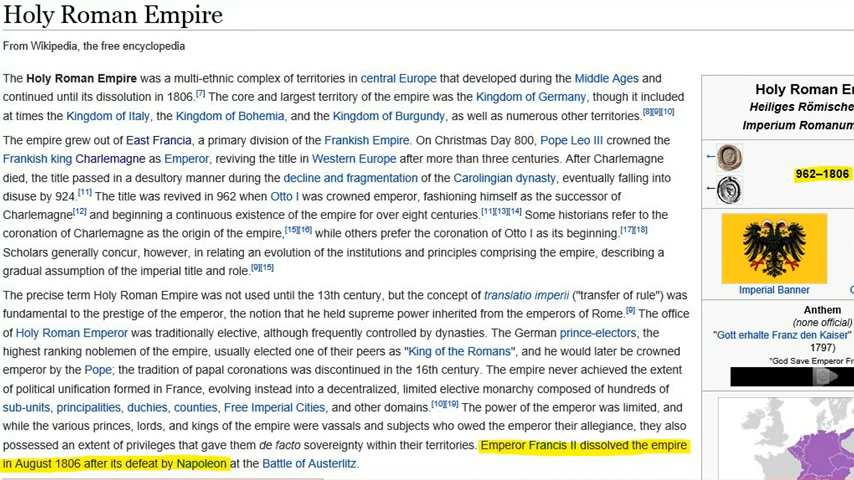 Holy Roman Empire
From Wikipedia, the free encyclopedia
The Holy Roman Empire was a multi-ethnic complex of territories in central Europe that developed during the Middle Ages and
continued until its dissolution in 1806.[7] The core and largest territory of the empire was the Kingdom of Germany, though it included
at times the Kingdom of Italy, the Kingdom of Bohemia, and the Kingdom of Burgundy, as well as numerous other territories.[8][9][10]
The empire grew out of East Francia, a primary division of the Frankish Empire. On Christmas Day 800, Pope Leo III crowned the
Frankish king Charlemagne as Emperor, reviving the title in Western Europe after more than three centuries. After Charlemagne
died, the title passed in a desultory manner during the decline and fragmentation of the Carolingian dynasty, eventually falling into
disuse by 924.[11] The title was revived in 962 when Otto I was crowned emperor, fashioning himself as the successor of
Charlemagne[12] and beginning a continuous existence of the empire for over eight centuries.[11][13][14] Some historians refer to the
coronation of Charlemagne as the origin of the empire,[15][16] while others prefer the coronation of Otto I as its beginning.[17][18]
Scholars generally concur, however, in relating an evolution of the institutions and principles comprising the empire, describing a
gradual assumption of the imperial title and role.[9][15]
The precise term Holy Roman Empire was not used until the 13th century, but the concept of translatio imperii ("transfer of rule") was
fundamental to the prestige of the emperor, the notion that he held supreme power inherited from the emperors of Rome.[9] The office
of Holy Roman Emperor was traditionally elective, although frequently controlled by dynasties. The German prince-electors, the
highest ranking noblemen of the empire, usually elected one of their peers as "King of the Romans", and he would later be crowned
emperor by the Pope; the tradition of papal coronations was discontinued in the 16th century. The empire never achieved the extent
of political unification formed in France, evolving instead into a decentralized, limited elective monarchy composed of hundreds of
sub-units, principalities, duchies, counties, Free Imperial Cities, and other domains.[10][19] The power of the emperor was limited, and
while the various princes, lords, and kings of the empire were vassals and subjects who owed the emperor their allegiance, they also
possessed an extent of privileges that gave them de facto sovereignty within their territories. Emperor Francis II dissolved the empire
in August 1806 after its defeat by Napoleon at the Battle of Austerlitz.
Holy Roman E
Heiliges Römische
Imperium Romanum
962–1806
Imperial Banner
Anthem
(none official)
"Gott erhalte Franz den Kaiser"
1797)
"God Save Emperor Fr